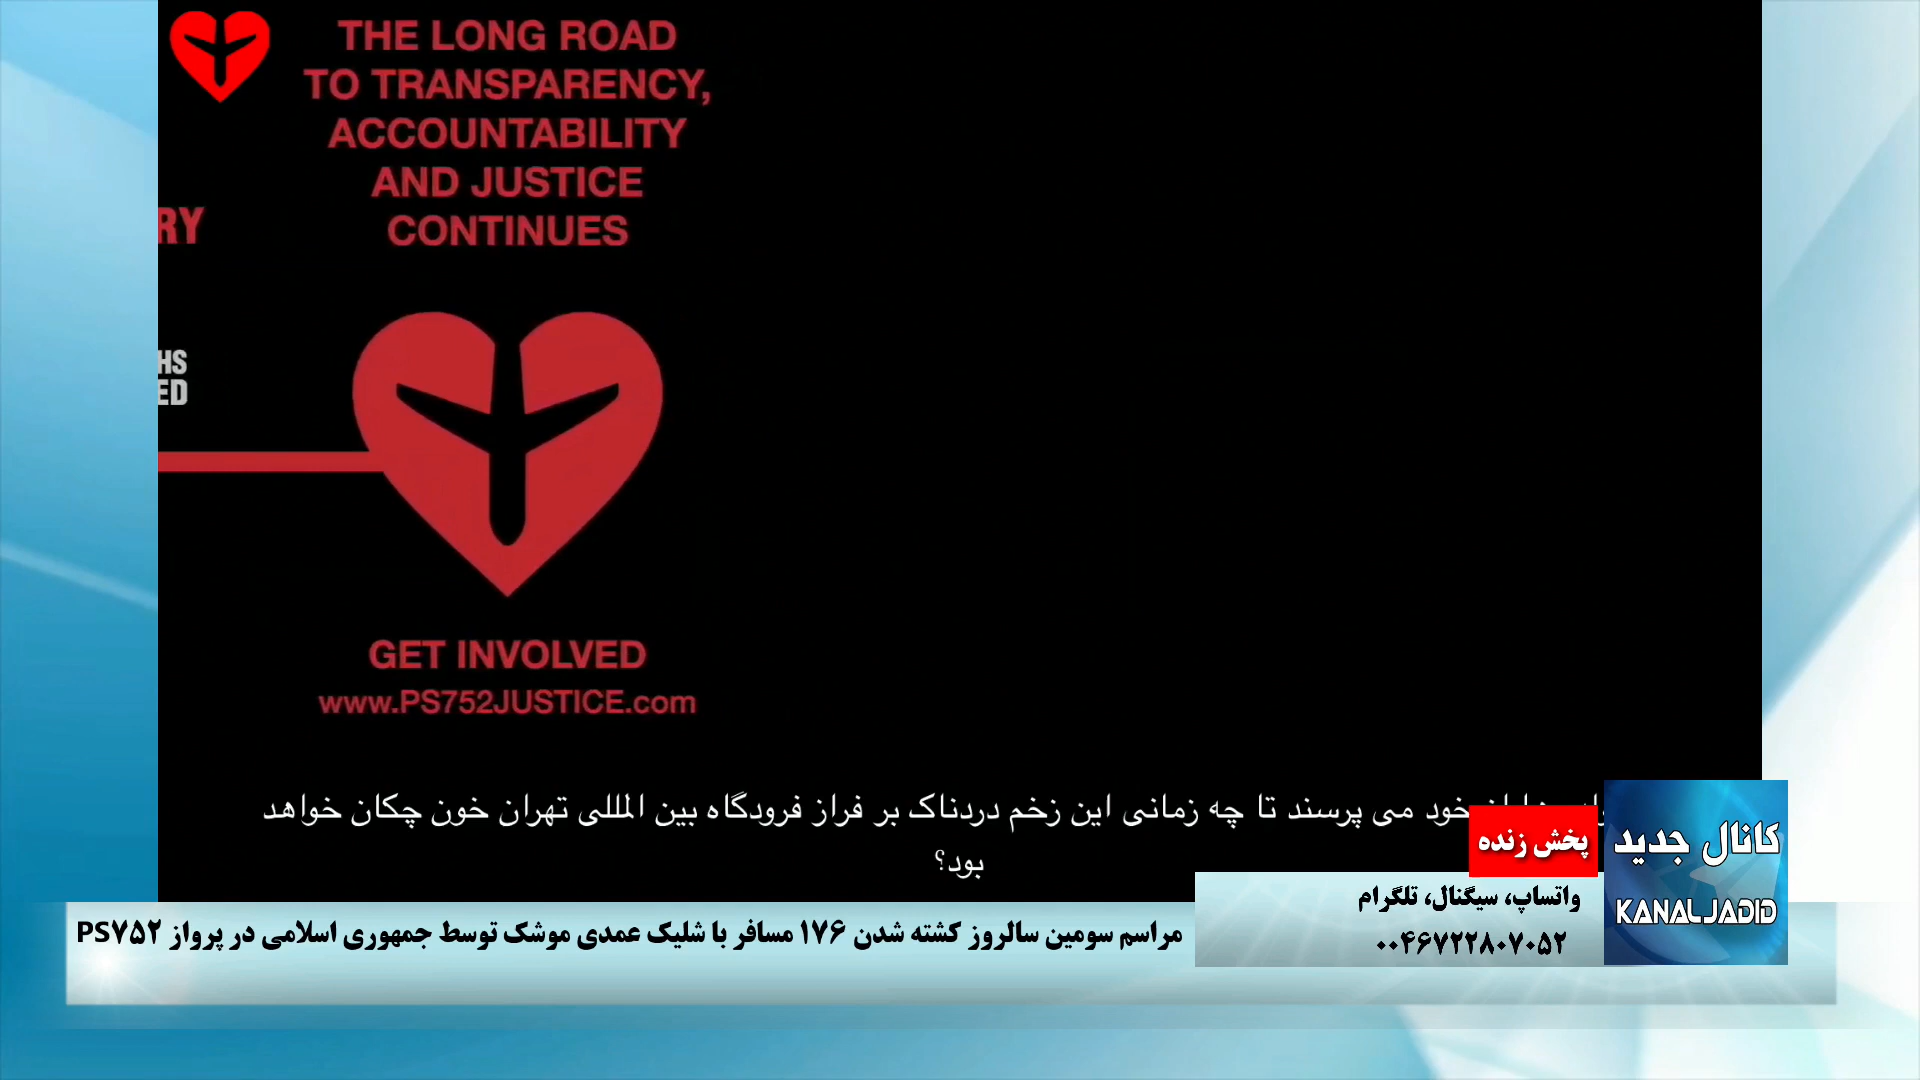 THE LONG ROAD
TO TRANSPARENCY,
ACCOUNTABILITY
AND JUSTICE
CONTINUES
RY
HS
ED
GET INVOLVED
www.PS752JUSTICE.com
خود می پرسند تا چه زمانی این زخم دردناک بر فراز فرودگاه بین المللی تهران خون چکان خواهد
بود؟
پخش زنده
کانال جدید
KANAL JADID
واتساپ، سیگنال، تلگرام
۰۰۴۶۷۲۲۸۰۷۰۵۲
مراسم سومین سالروز کشته شدن ۱۷۶ مسافر با شلیک عمدی موشک توسط جمهوری اسلامی در پرواز PS۷۵۲